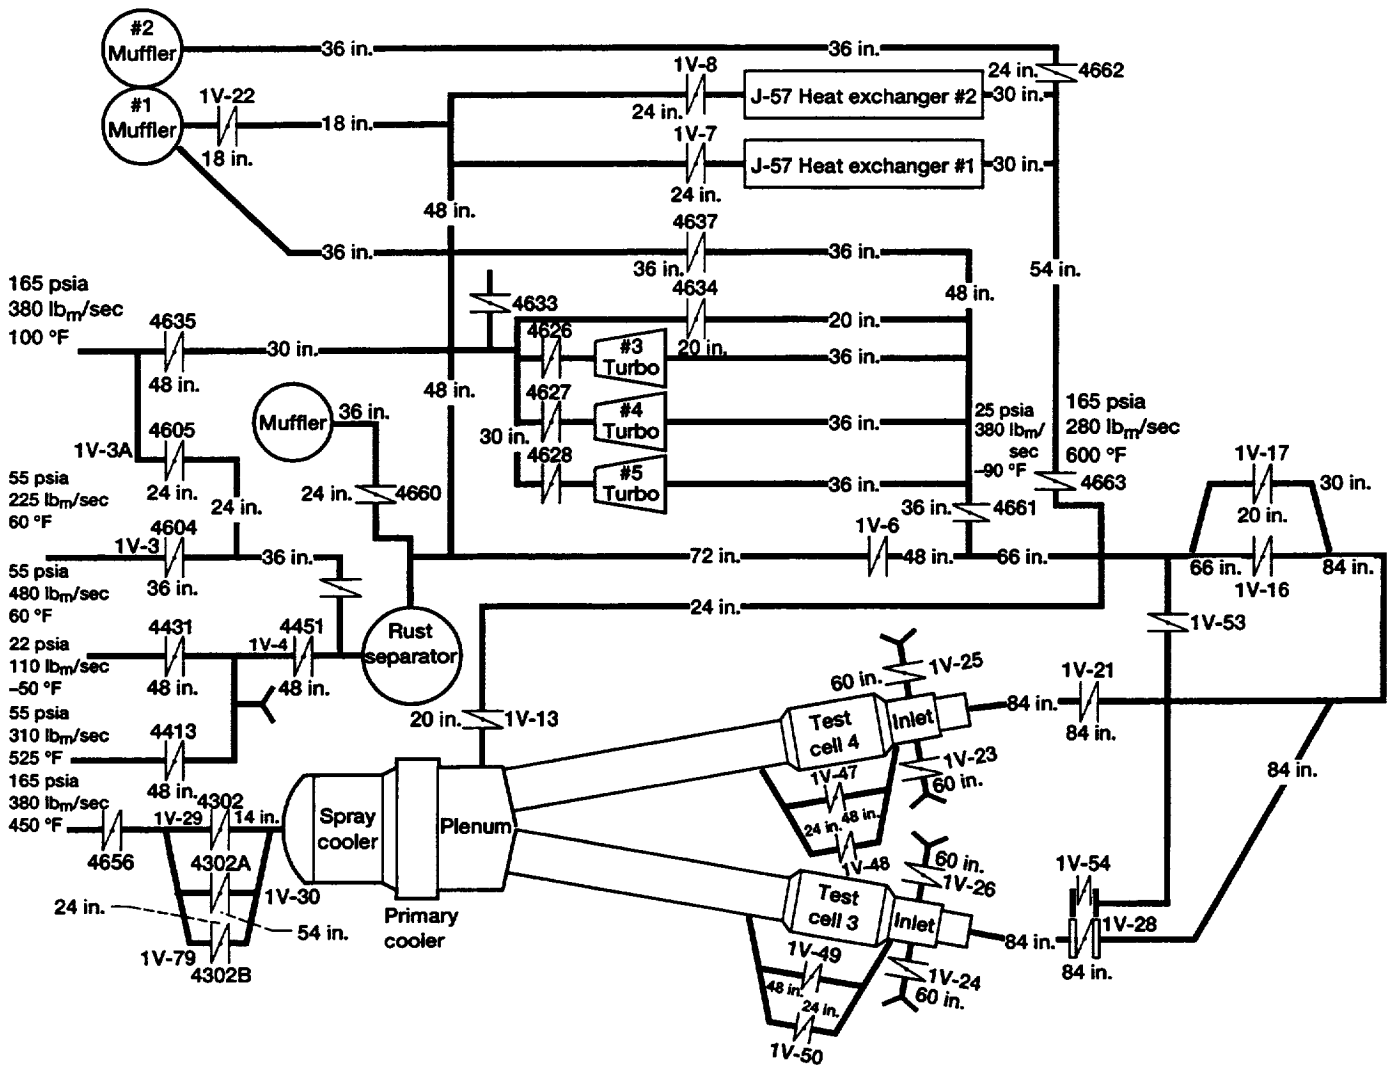 #2
Muffler
36 in.
36 in.
24 in.
4662
1V-8
24 in.
J-57 Heat exchanger #2
30 in.
#1
Muffler
1V-22
18 in.
18 in.
1V-7
24 in.
J-57 Heat exchanger #1
30 in.
48 in.
36 in.
4637
36 in.
36 in.
54 in.
48 in.
165 psia
380 lbm/sec
100 °F
4635
48 in.
30 in.
4633
4634
20 in.
20 in.
4626
#3
Turbo
36 in.
48 in.
4627
#4
Turbo
36 in.
30 in.
4628
#5
Turbo
36 in.
Muffler
36 in.
24 in.
4660
25 psia
380 lbm/
sec
–90 °F
165 psia
280 lbm/sec
600 °F
4663
36 in.
4661
1V-17
20 in.
30 in.
1V-3A
4605
24 in.
24 in.
55 psia
225 lbm/sec
60 °F
1V-3
4604
36 in.
36 in.
72 in.
1V-6
48 in.
66 in.
66 in.
1V-16
84 in.
55 psia
480 lbm/sec
60 °F
24 in.
1V-53
22 psia
110 lbm/sec
–50 °F
4431
48 in.
1V-4
4451
48 in.
Rust
separator
55 psia
310 lbm/sec
525 °F
4413
48 in.
20 in.
1V-13
60 in.
1V-25
Test
cell 4
Inlet
84 in.
1V-21
84 in.
1V-23
60 in.
84 in.
165 psia
380 lbm/sec
450 °F
4656
1V-29
4302
14 in.
4302A
1V-30
24 in.
54 in.
1V-79
4302B
Spray
cooler
Primary
cooler
Plenum
1V-47
24 in.
48 in.
1V-48
60 in.
1V-26
Test
cell 3
Inlet
84 in.
1V-54
1V-28
84 in.
1V-49
48 in.
24 in.
1V-50
1V-24
60 in.